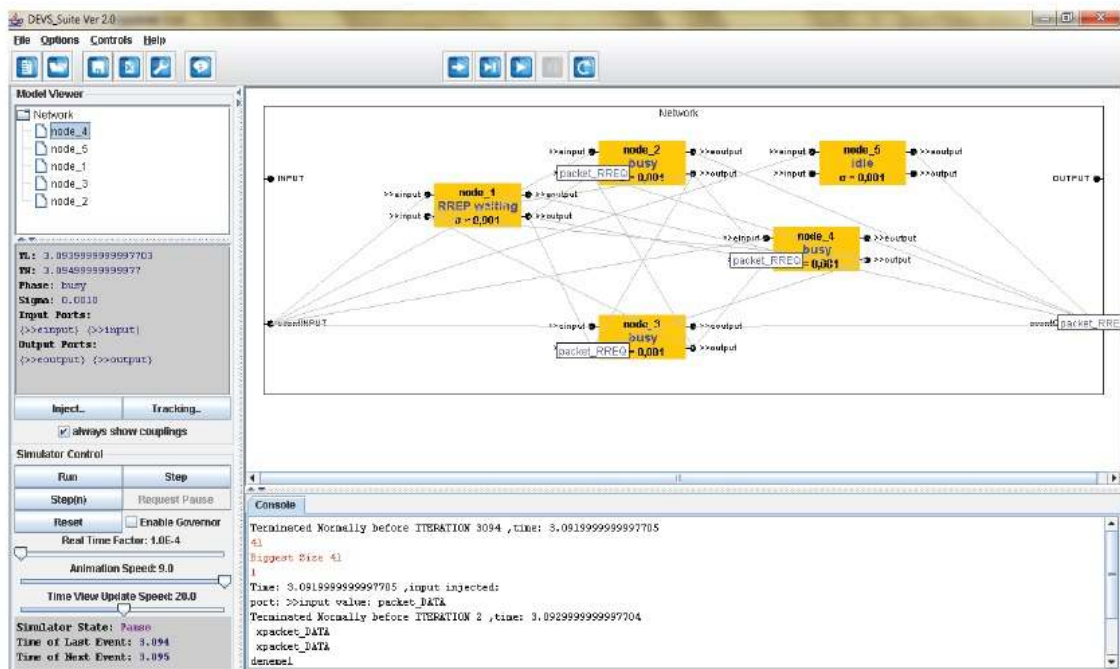 DEVS_Suite Ver 2.0
File Options Controls Help
Model Viewer
Network
node_4
node_5
node_1
node_3
node_2
TL: 3.0939999999997703
TN: 3.09499999999977
Phase: busy
Sigma: 0.0010
Input Ports:
{>>einput} {>>input}
Output Ports:
{>>eoutput} {>>output}
Inject...
Tracking...
always show couplings
Simulator Control
Run
Step
Step(n)
Request Pause
Reset
Enable Governor
Real Time Factor: 1.0E-4
Animation Speed: 9.0
Time View Update Speed: 20.0
Simulator State: Pause
Time of Last Event: 3.094
Time of Next Event: 3.095
Network
INPUT
OUTPUT
>>einput
node_2
>>eoutput
busy
packet_RREQ
= 0,001
>>output
>>einput
node_5
>>eoutput
idle
>>input
σ = 0,001
>>output
>>einput
node_1
>>eoutput
RREP waiting
>>input
σ = 0,001
>>output
>>einput
node_4
>>eoutput
busy
packet_RREQ
= 0,001
>>output
>>einput
node_3
>>eoutput
busy
packet_RREQ
= 0,001
>>output
packet_RRE
Console
Terminated Normally before ITERATION 3094 ,time: 3.0919999999997705
41
Biggest Size 41
1
Time: 3.0919999999997705 ,input injected:
port: >>input value: packet_DATA
Terminated Normally before ITERATION 2 ,time: 3.0929999999997704
xpacket_DATA
xpacket_DATA
deneme1